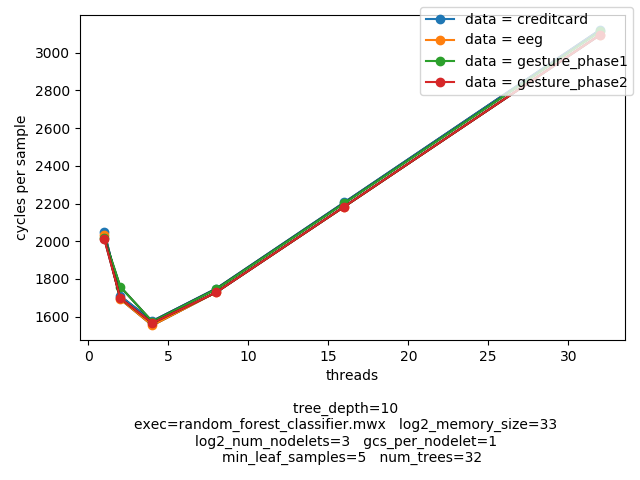 data = creditcard
data = eeg
data = gesture_phase1
data = gesture_phase2
cycles per sample
3000
2800
2600
2400
2200
2000
1800
1600
0 5 10 15 20 25 30
threads
tree_depth=10
exec=random_forest_classifier.mwx log2_memory_size=33
log2_num_nodelets=3 gcs_per_nodelet=1
min_leaf_samples=5 num_trees=32